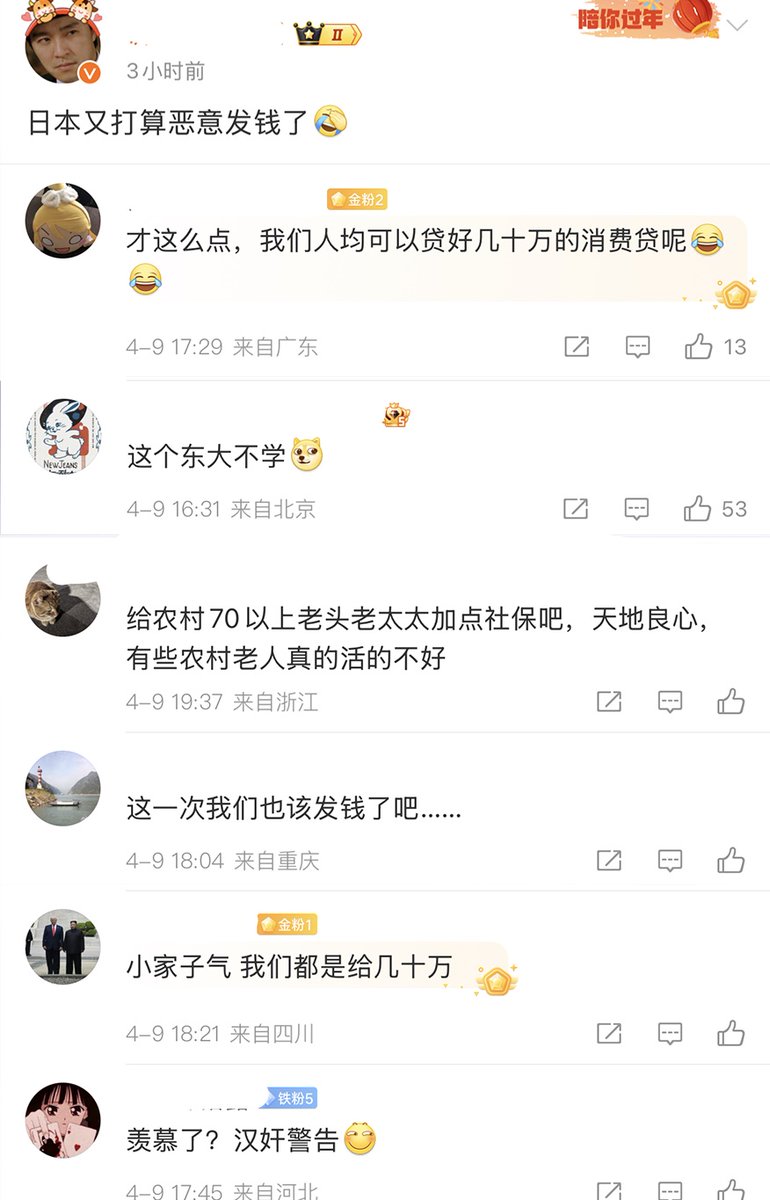 陪你过年
II
3小时前
日本又打算恶意发钱了
金粉2
才这么点，我们人均可以贷好几十万的消费贷呢
4-9 17:29 来自广东
13
NEWJEANS
这个东大不学
4-9 16:31 来自北京
53
给农村70以上老头老太太加点社保吧，天地良心，
有些农村老人真的活的不好
4-9 19:37 来自浙江
这一次我们也该发钱了吧......
4-9 18:04 来自重庆
金粉1
小家子气 我们都是给几十万
4-9 18:21 来自四川
铁粉5
羡慕了？汉奸警告
4-9 17:45 来自河北